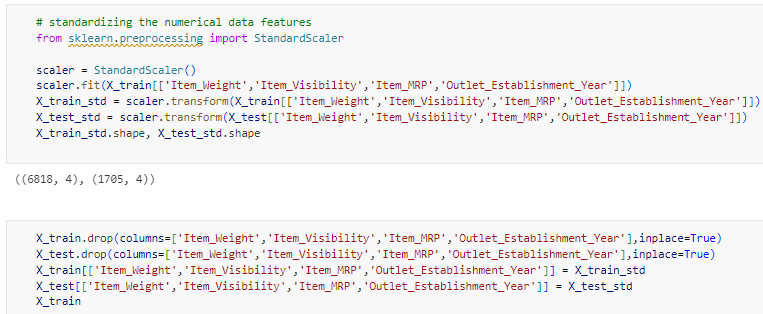 # standardizing the numerical data features
from sklearn.preprocessing import StandardScaler
scaler = StandardScaler()
scaler.fit(X_train[['Item_Weight','Item_Visibility','Item_MRP','Outlet_Establishment_Year']])
X_train_std = scaler.transform(X_train[['Item_Weight','Item_Visibility','Item_MRP','Outlet_Establishment_Year']])
X_test_std = scaler.transform(X_test[['Item_Weight','Item_Visibility','Item_MRP','Outlet_Establishment_Year']])
X_train_std.shape, X_test_std.shape
((6818, 4), (1705, 4))
X_train.drop(columns=['Item_Weight','Item_Visibility','Item_MRP','Outlet_Establishment_Year'],inplace=True)
X_test.drop(columns=['Item_Weight','Item_Visibility','Item_MRP','Outlet_Establishment_Year'],inplace=True)
X_train[['Item_Weight','Item_Visibility','Item_MRP','Outlet_Establishment_Year']] = X_train_std
X_test[['Item_Weight','Item_Visibility','Item_MRP','Outlet_Establishment_Year']] = X_test_std
X_train